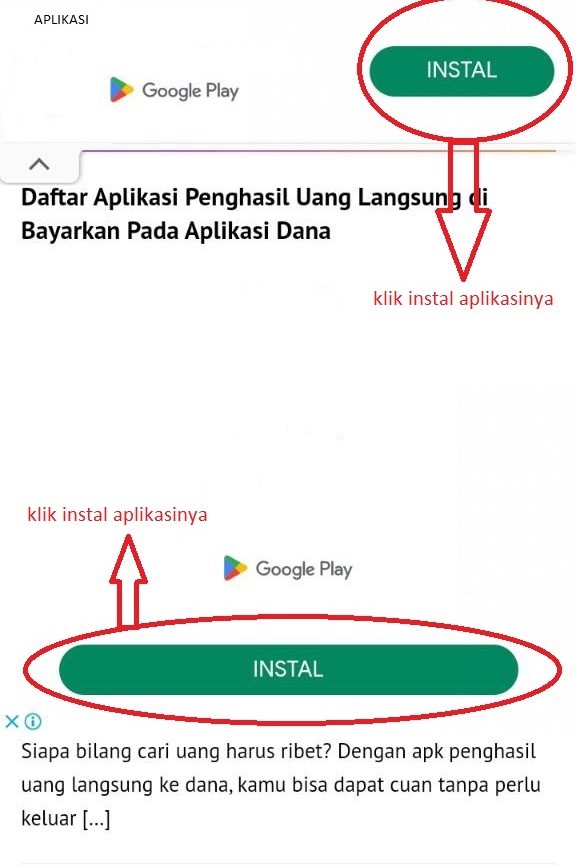 APLIKASI
INSTAL
Google Play
Daftar Aplikasi Penghasil Uang Langsung di
Bayarkan Pada Aplikasi Dana
klik instal aplikasinya
klik instal aplikasinya
Google Play
INSTAL
Siapa bilang cari uang harus ribet? Dengan apk penghasil
uang langsung ke dana, kamu bisa dapat cuan tanpa perlu
keluar [...]